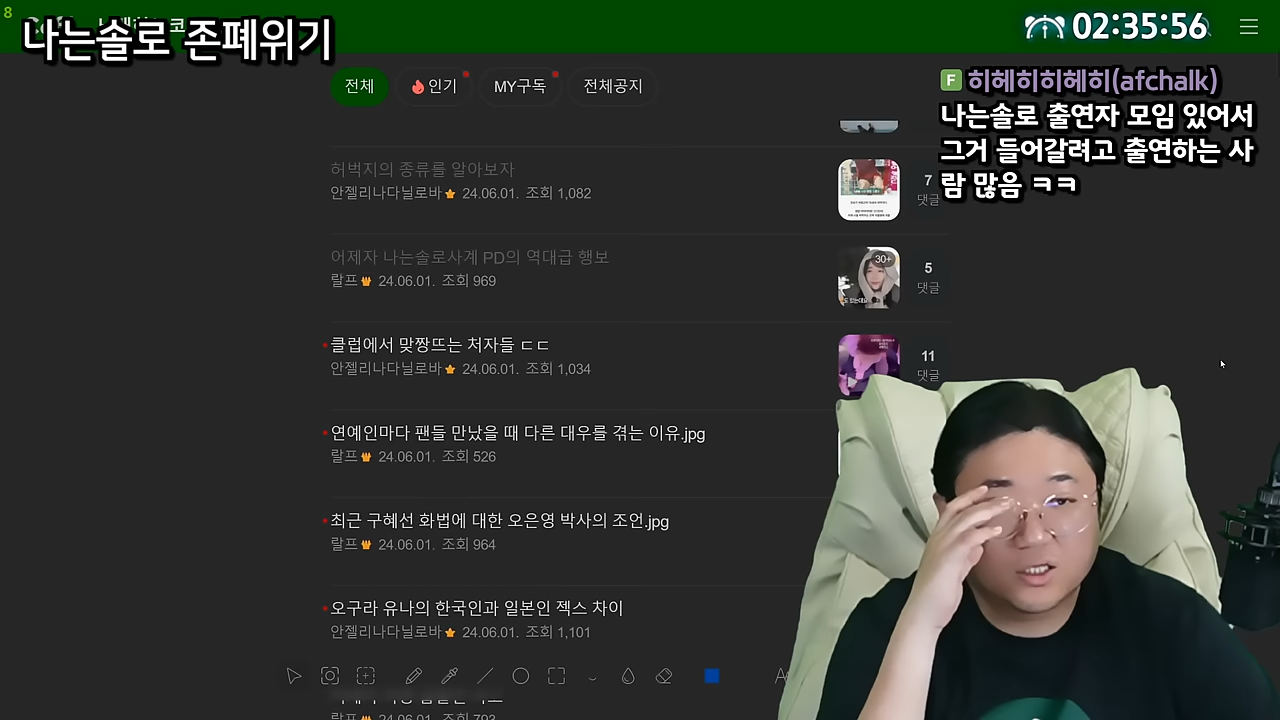 8
나는솔로 존폐위기
02:35:56
전체
인기
MY구독
전체공지
F 히헤히히헤히(afchalk)
나는솔로 출연자 모임 있어서
그거 들어갈려고 출연하는 사
람 많음 ㅋㅋ
허벅지의 종류를 알아보자
안젤리나다닐로바 24.06.01. 조회 1,082
7
댓글
어제자 나는솔로사계 PD의 역대급 행보
랄프 24.06.01. 조회 969
30+
5
댓글
클럽에서 맞짱뜨는 처자들 ㄷㄷ
안젤리나다닐로바 24.06.01. 조회 1,034
11
댓글
연예인마다 팬들 만났을 때 다른 대우를 겪는 이유.jpg
랄프 24.06.01. 조회 526
최근 구혜선 화법에 대한 오은영 박사의 조언.jpg
랄프 24.06.01. 조회 964
오구라 유나의 한국인과 일본인 젝스 차이
안젤리나다닐로바 24.06.01. 조회 1,101
랄프 24.06.01. 조회 793